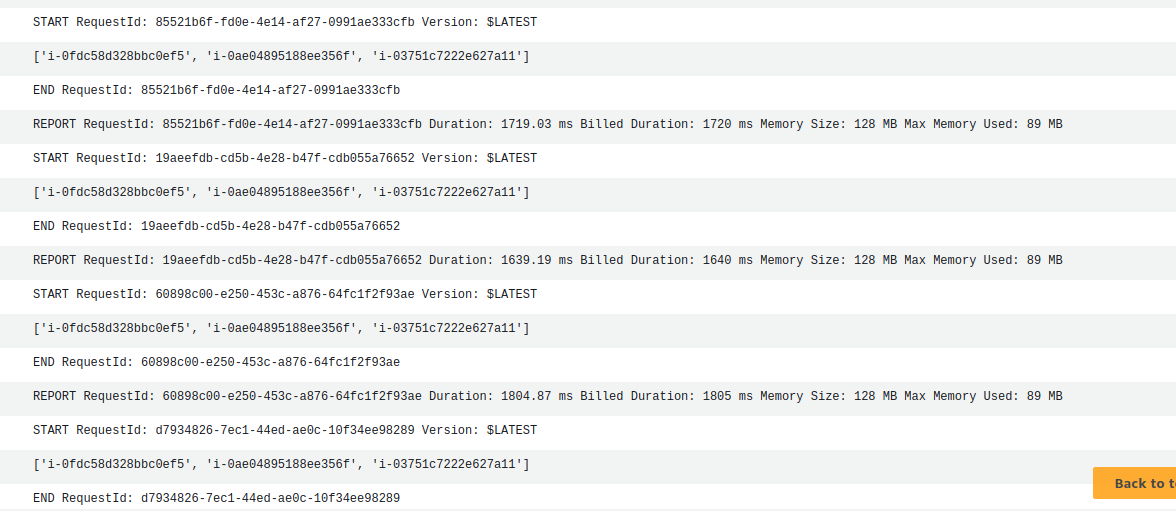 START RequestId: 85521b6f-fd0e-4e14-af27-0991ae333cfb Version: $LATEST
['i-0fdc58d328bbc0ef5', 'i-0ae04895188ee356f', 'i-03751c7222e627a11']
END RequestId: 85521b6f-fd0e-4e14-af27-0991ae333cfb
REPORT RequestId: 85521b6f-fd0e-4e14-af27-0991ae333cfb Duration: 1719.03 ms Billed Duration: 1720 ms Memory Size: 128 MB Max Memory Used: 89 MB
START RequestId: 19aeefdb-cd5b-4e28-b47f-cdb055a76652 Version: $LATEST
['i-0fdc58d328bbc0ef5', 'i-0ae04895188ee356f', 'i-03751c7222e627a11']
END RequestId: 19aeefdb-cd5b-4e28-b47f-cdb055a76652
REPORT RequestId: 19aeefdb-cd5b-4e28-b47f-cdb055a76652 Duration: 1639.19 ms Billed Duration: 1640 ms Memory Size: 128 MB Max Memory Used: 89 MB
START RequestId: 60898c00-e250-453c-a876-64fc1f2f93ae Version: $LATEST
['i-0fdc58d328bbc0ef5', 'i-0ae04895188ee356f', 'i-03751c7222e627a11']
END RequestId: 60898c00-e250-453c-a876-64fc1f2f93ae
REPORT RequestId: 60898c00-e250-453c-a876-64fc1f2f93ae Duration: 1804.87 ms Billed Duration: 1805 ms Memory Size: 128 MB Max Memory Used: 89 MB
START RequestId: d7934826-7ec1-44ed-ae0c-10f34ee98289 Version: $LATEST
['i-0fdc58d328bbc0ef5', 'i-0ae04895188ee356f', 'i-03751c7222e627a11']
Back to
END RequestId: d7934826-7ec1-44ed-ae0c-10f34ee98289